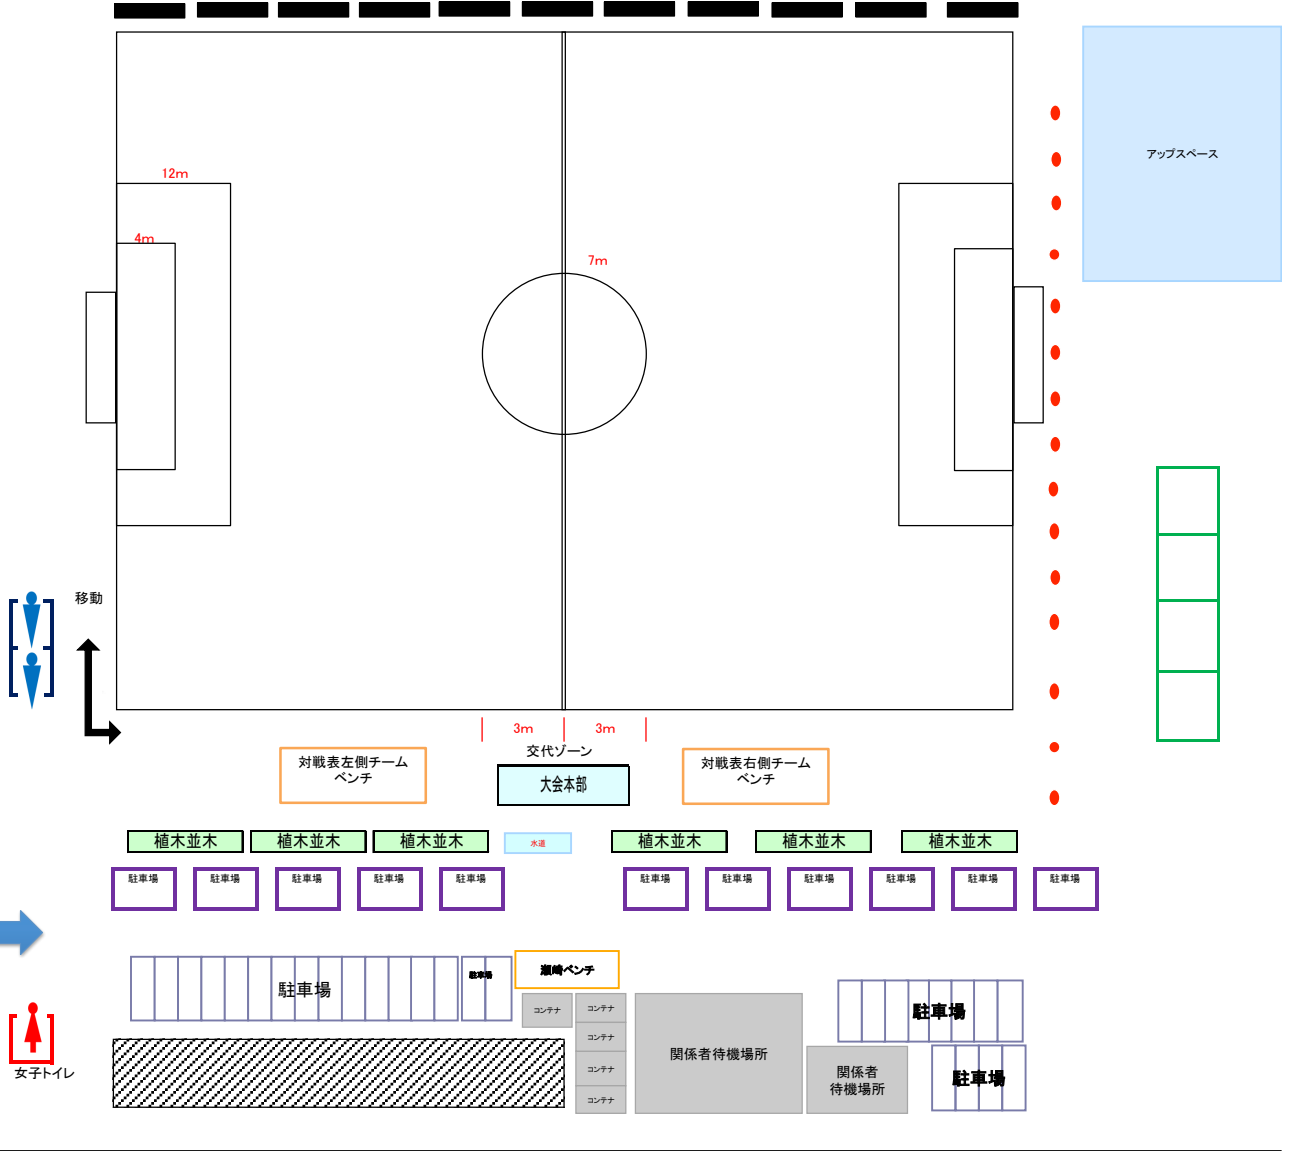 アップスペース
12m
4m
7m
移動
3m
3m
交代ゾーン
対戦表左側チーム
ベンチ
大会本部
対戦表右側チーム
ベンチ
植木並木
植木並木
植木並木
水道
植木並木
植木並木
植木並木
駐車場
駐車場
駐車場
駐車場
駐車場
駐車場
駐車場
駐車場
駐車場
駐車場
駐車場
駐車場
駐車場
瀬崎ベンチ
コンテナ
コンテナ
コンテナ
コンテナ
コンテナ
関係者待機場所
関係者
待機場所
駐車場
駐車場
女子トイレ